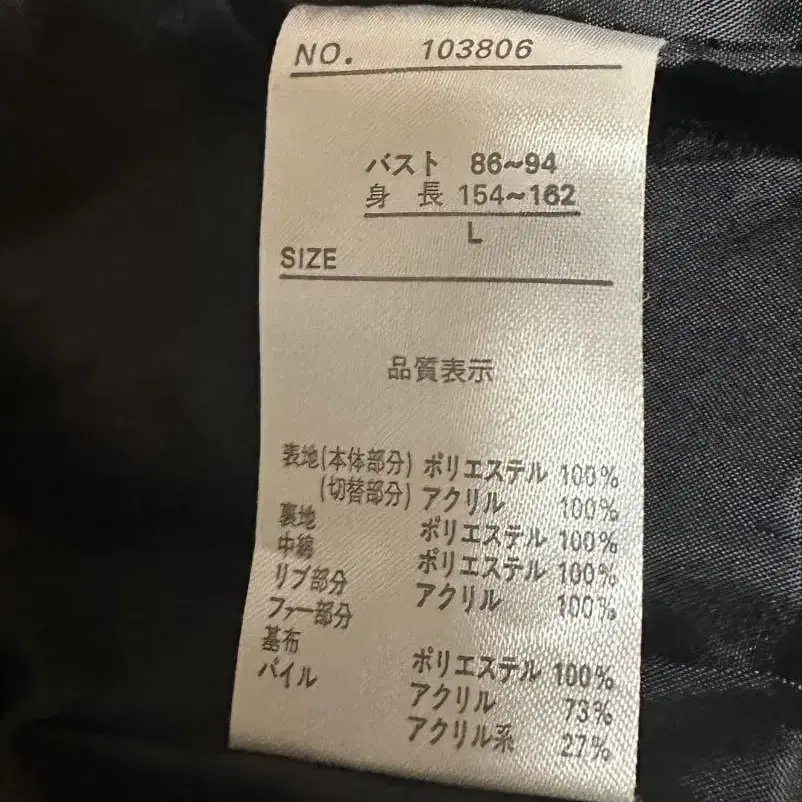 NO. 103806
バスト 86~94
身長 154~162
L
SIZE
品質表示
表地(本体部分) ポリエステル 100%
(切替部分) アクリル 100%
裏地 ポリエステル 100%
中綿 ポリエステル 100%
リブ部分 アクリル 100%
ファー部分
基布 ポリエステル 100%
パイル アクリル 73%
アクリル系 27%